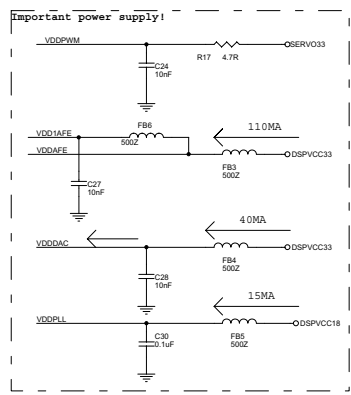 Important power supply!
VDDPWM
SERVO33
R17 4.7R
C24
10nF
FB6
500Z
110MA
VDD1AFE
VDDAFE
DSPVCC33
FB3
500Z
C27
10nF
40MA
VDDDAC
DSPVCC33
FB4
500Z
C28
10nF
15MA
VDDPLL
DSPVCC18
C30
0.1uF
FB5
500Z